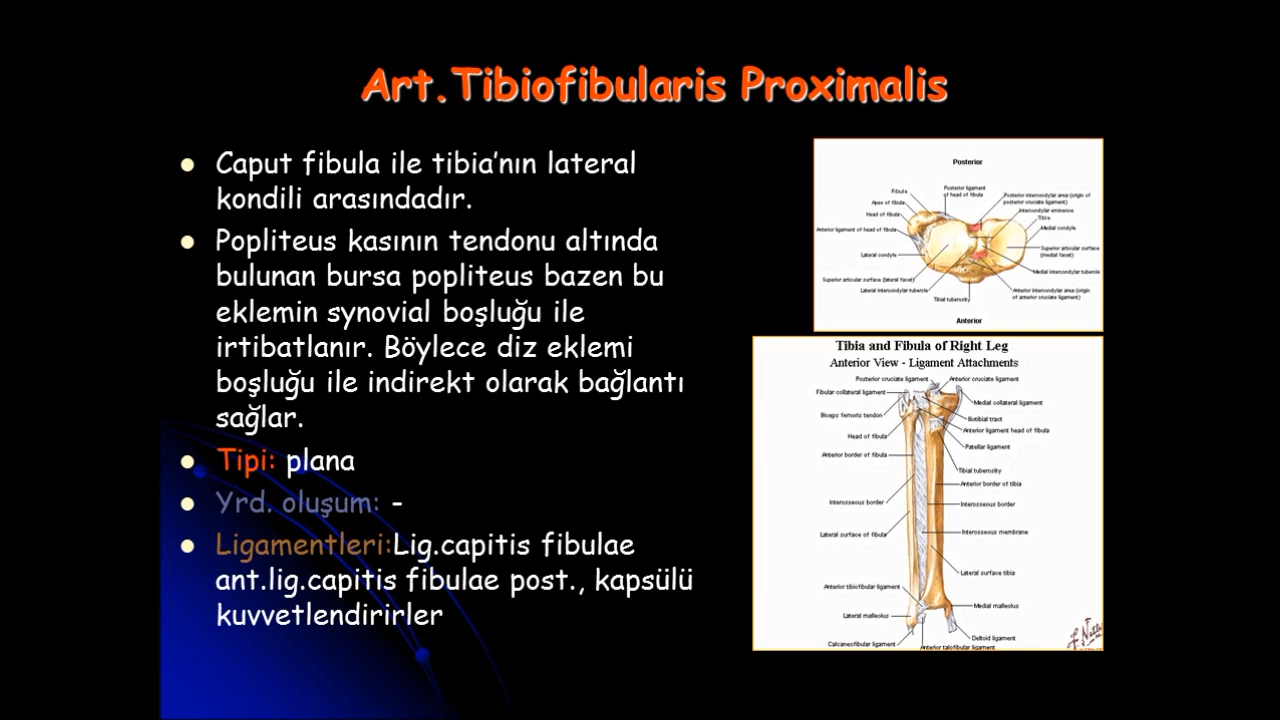 Art.Tibiofibularis Proximalis
Caput fibula ile tibia’nın lateral
kondili arasındadır.
Popliteus kasının tendonu altında
bulunan bursa popliteus bazen bu
eklemin synovial boşluğu ile
irtibatlanır. Böylece diz eklemi
boşluğu ile indirekt olarak bağlantı
sağlar.
Tipi: plana
Yrd. oluşum: -
Ligamentleri:Lig.capitis fibulae
ant.lig.capitis fibulae post., kapsülü
kuvvetlendirirler
Posterior
Fibula
Apex of fibula
Head of fibula
Anterior ligament of head of fibula
Lateral condyle
Superior articular surface (lateral facet)
Lateral intercondylar tubercle
Tibial tuberosity
Posterior ligament
of head of fibula
Posterior intercondylar area (origin of
posterior cruciate ligament)
Intercondylar eminence
Tibia
Medial condyle
Superior articular surface
(medial facet)
Medial intercondylar tubercle
Anterior intercondylar area (origin
of anterior cruciate ligament)
Anterior
Tibia and Fibula of Right Leg
Anterior View - Ligament Attachments
Posterior cruciate ligament
Fibular collateral ligament
Biceps femoris tendon
Head of fibula
Anterior border of fibula
Interosseous border
Lateral surface of fibula
Anterior tibiofibular ligament
Lateral malleolus
Calcaneofibular ligament
Anterior cruciate ligament
Medial collateral ligament
Iliotibial tract
Anterior ligament head of fibula
Patellar ligament
Tibial tuberosity
Anterior border of tibia
Interosseous border
Interosseous membrane
Lateral surface tibia
Medial malleolus
Deltoid ligament
Anterior talofibular ligament